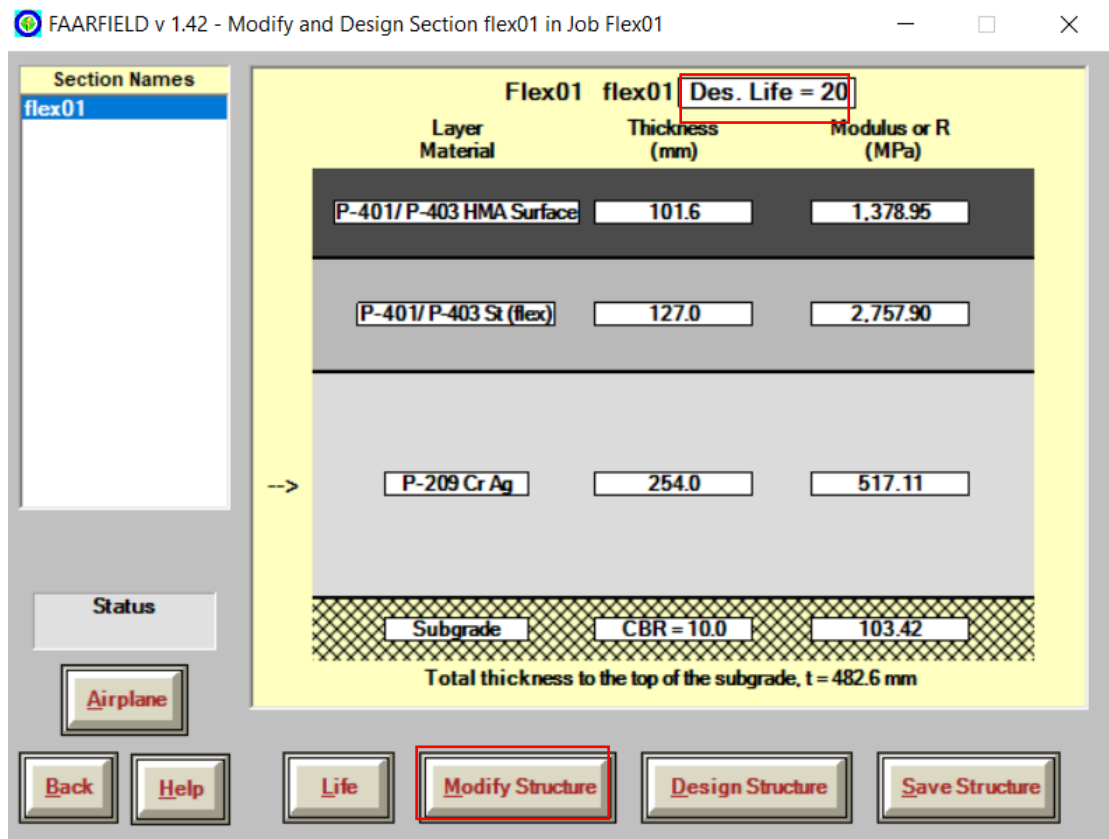 FAARFIELD v 1.42 - Modify and Design Section flex01 in Job Flex01
Section Names
flex01
Flex01 flex01 Des. Life = 20
Layer Material Thickness (mm) Modulus or R (MPa)
P-401/ P-403 HMA Surface 101.6 1,378.95
P-401/ P-403 St (flex) 127.0 2,757.90
--> P-209 Cr Ag 254.0 517.11
Subgrade CBR = 10.0 103.42
Total thickness to the top of the subgrade, t = 482.6 mm
Status
Airplane
Back Help Life Modify Structure Design Structure Save Structure